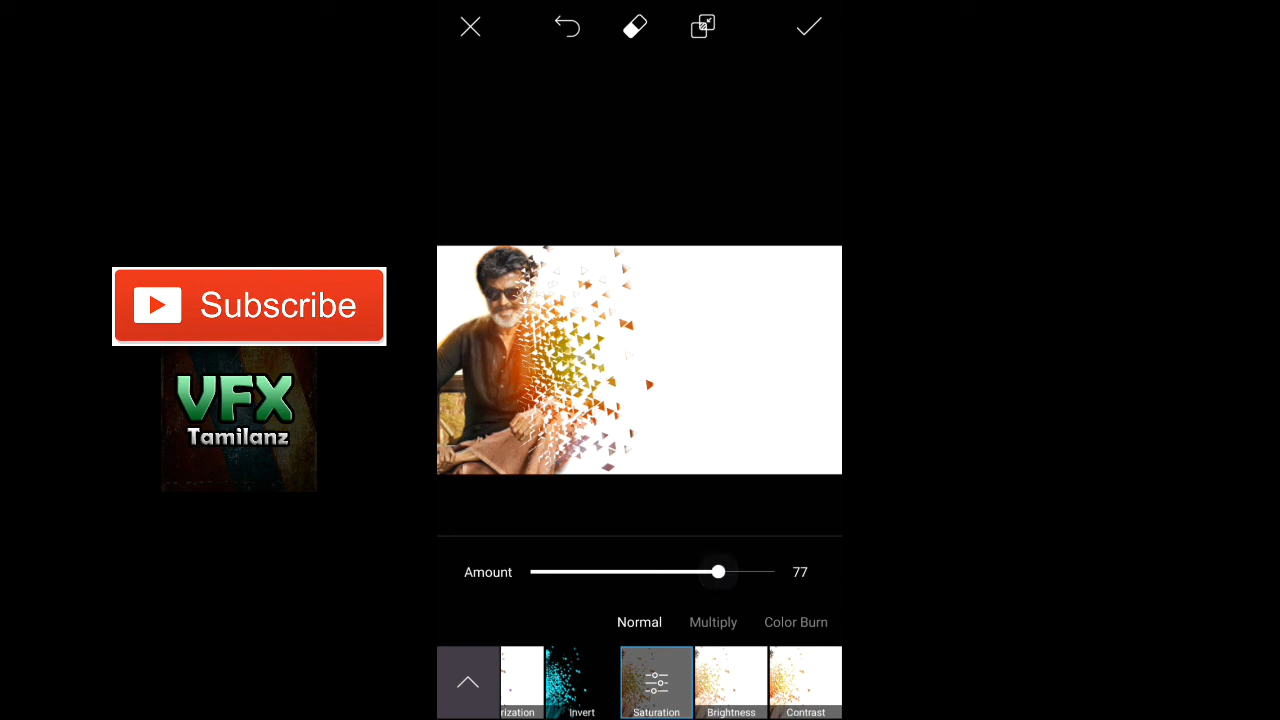 Subscribe
VFX
Tamilanz
Amount 77
Normal Multiply Color Burn
rization Invert Saturation Brightness Contrast